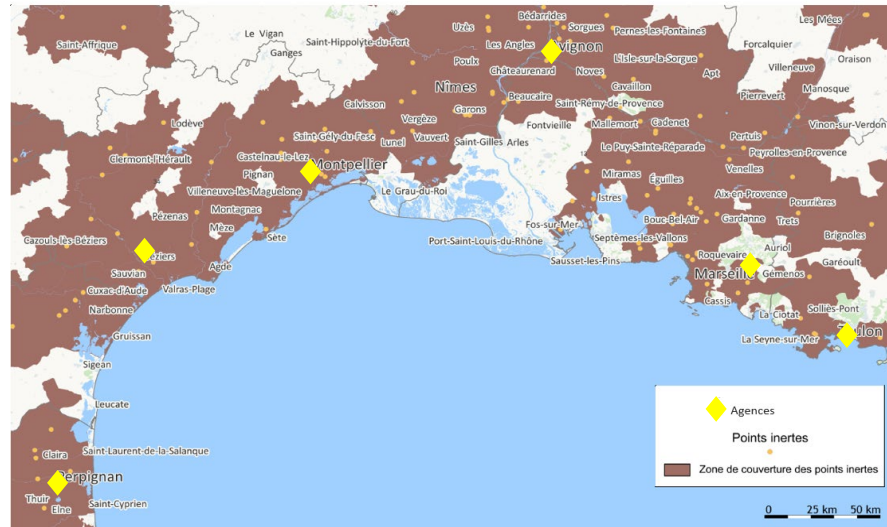 Bédarrides
Les Mées
Uzès
Sorgues
Pernes-les-Fontaines
Le Vigan
Saint-Affrique
Saint-Hippolyte-du-Fort
Les Angles
vignon
Forcalquier
Ganges
L'Isle-sur-la-Sorgue
Oraison
Poulx
Châteaurenard
Noves
Apt
Villeneuve
Nîmes
Cavaillon
Manosque
Beaucaire
Pierrevert
Calvisson
Saint-Rémy-de-Provence
Garons
Lodève
Vergèze
Fontvieille
Mallemort
Cadenet
Vinon-sur-Verdon
Saint-Gély-du-Fesc
Vauvert
Pertuis
Lunel
Saint-Gilles
Arles
Le Puy-Sainte-Réparade
Peyrolles-en-Provence
Clermont-l'Hérault
Castelnau-le-Lez
Montpellier
Venelles
Pignan
Miramas
Éguilles
Villeneuve-lès-Maguelone
Le Grau-du-Roi
Aix-en-Provence
Istres
Pourrières
Montagnac
Pézenas
Bouc-Bel-Air
Gardanne
Trets
Mèze
Fos-sur-Mer
Brignoles
Cazouls-lès-Béziers
Sète
Port-Saint-Louis-du-Rhône
Septèmes-les-Vallons
Auriol
Béziers
Roquevaire
Garéoult
Sausset-les-Pins
Agde
Sauvian
Marseille
Gémenos
Cuxac-d'Aude
Valras-Plage
Cassis
Narbonne
Solliès-Pont
La Ciotat
Gruissan
La Seyne-sur-Mer
Toulon
Sigean
Leucate
Agences
Points inertes
Saint-Laurent-de-la-Salanque
Claira
Zone de couverture des points inertes
Perpignan
Thuir
Saint-Cyprien
Elne
0 25 km 50 km